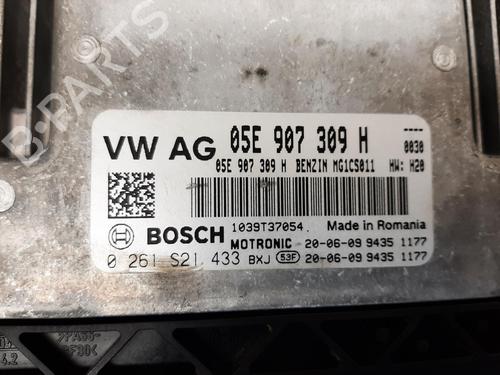 B-PARTS
VW AG 05E 907 309 H ----
05E 907 309 H BENZIN MG1CS011 0030
HW: H20
1039T37054. Made in Romania
BOSCH MOTRONIC 20-06-09 9435 1177
0 261 S21 433 BXJ 53F 20-06-09 9435 1177